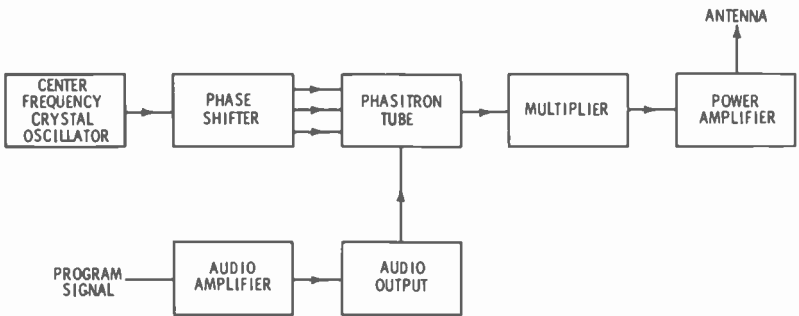 ANTENNA
CENTER
FREQUENCY
CRYSTAL
OSCILLATOR
PHASE
SHIFTER
PHASITRON
TUBE
MULTIPLIER
POWER
AMPLIFIER
PROGRAM
SIGNAL
AUDIO
AMPLIFIER
AUDIO
OUTPUT